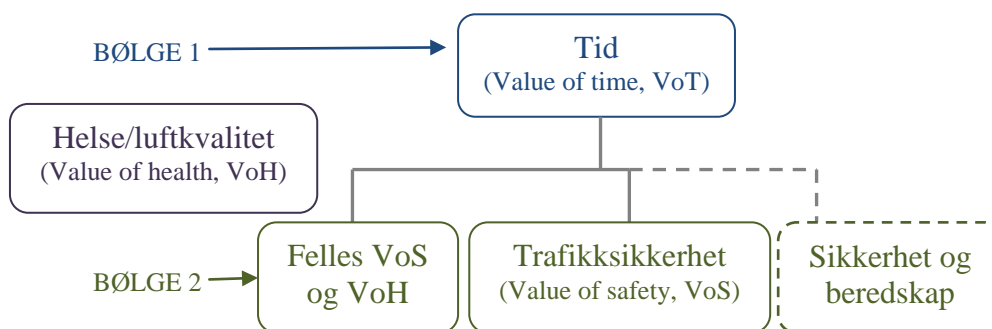 BØLGE 1
Tid
(Value of time, VoT)
Helse/luftkvalitet
(Value of health, VoH)
BØLGE 2
Felles VoS
og VoH
Trafikksikkerhet
(Value of safety, VoS)
Sikkerhet og
beredskap